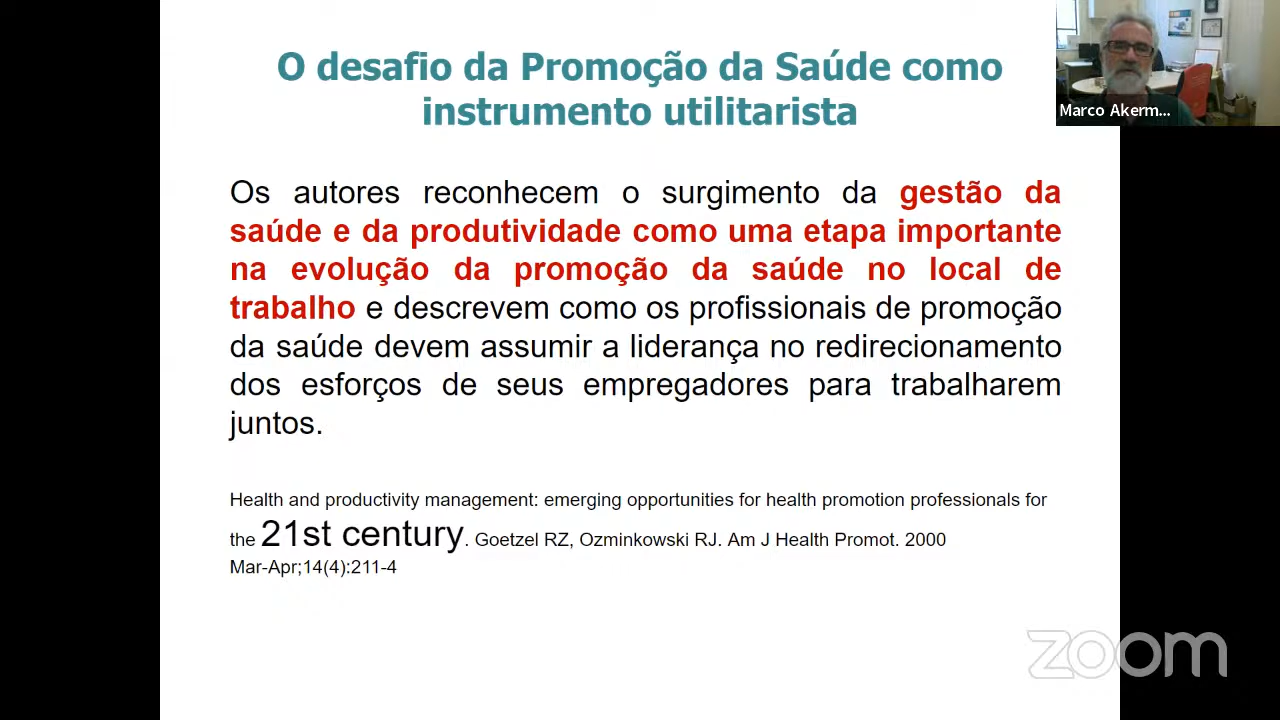 O desafio da Promoção da Saúde como
instrumento utilitarista
Marco Akerm...
Os autores reconhecem o surgimento da gestão da
saúde e da produtividade como uma etapa importante
na evolução da promoção da saúde no local de
trabalho e descrevem como os profissionais de promoção
da saúde devem assumir a liderança no redirecionamento
dos esforços de seus empregadores para trabalharem
juntos.
Health and productivity management: emerging opportunities for health promotion professionals for
the 21st century. Goetzel RZ, Ozminkowski RJ. Am J Health Promot. 2000
Mar-Apr;14(4):211-4
zoom